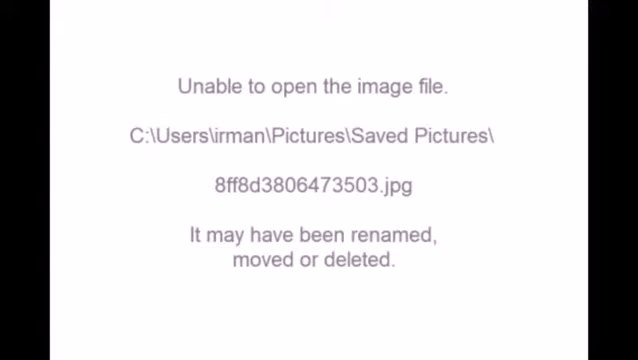 Unable to open the image file.
C:\Users\irman\Pictures\Saved Pictures\
8ff8d3806473503.jpg
It may have been renamed,
moved or deleted.